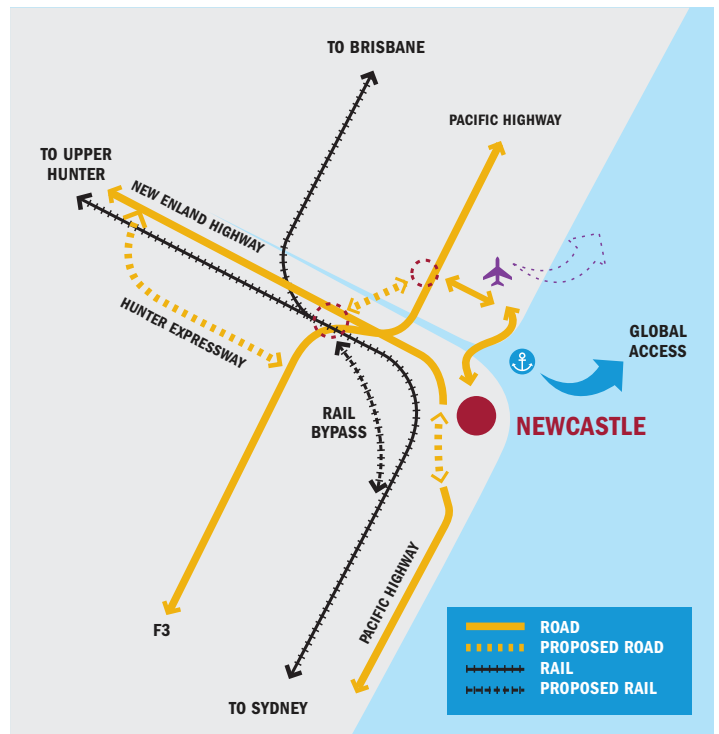 TO BRISBANE
PACIFIC HIGHWAY
TO UPPER
HUNTER
NEW ENLAND HIGHWAY
HUNTER EXPRESSWAY
GLOBAL
ACCESS
RAIL
BYPASS
NEWCASTLE
PACIFIC HIGHWAY
F3
TO SYDNEY
ROAD
PROPOSED ROAD
RAIL
PROPOSED RAIL